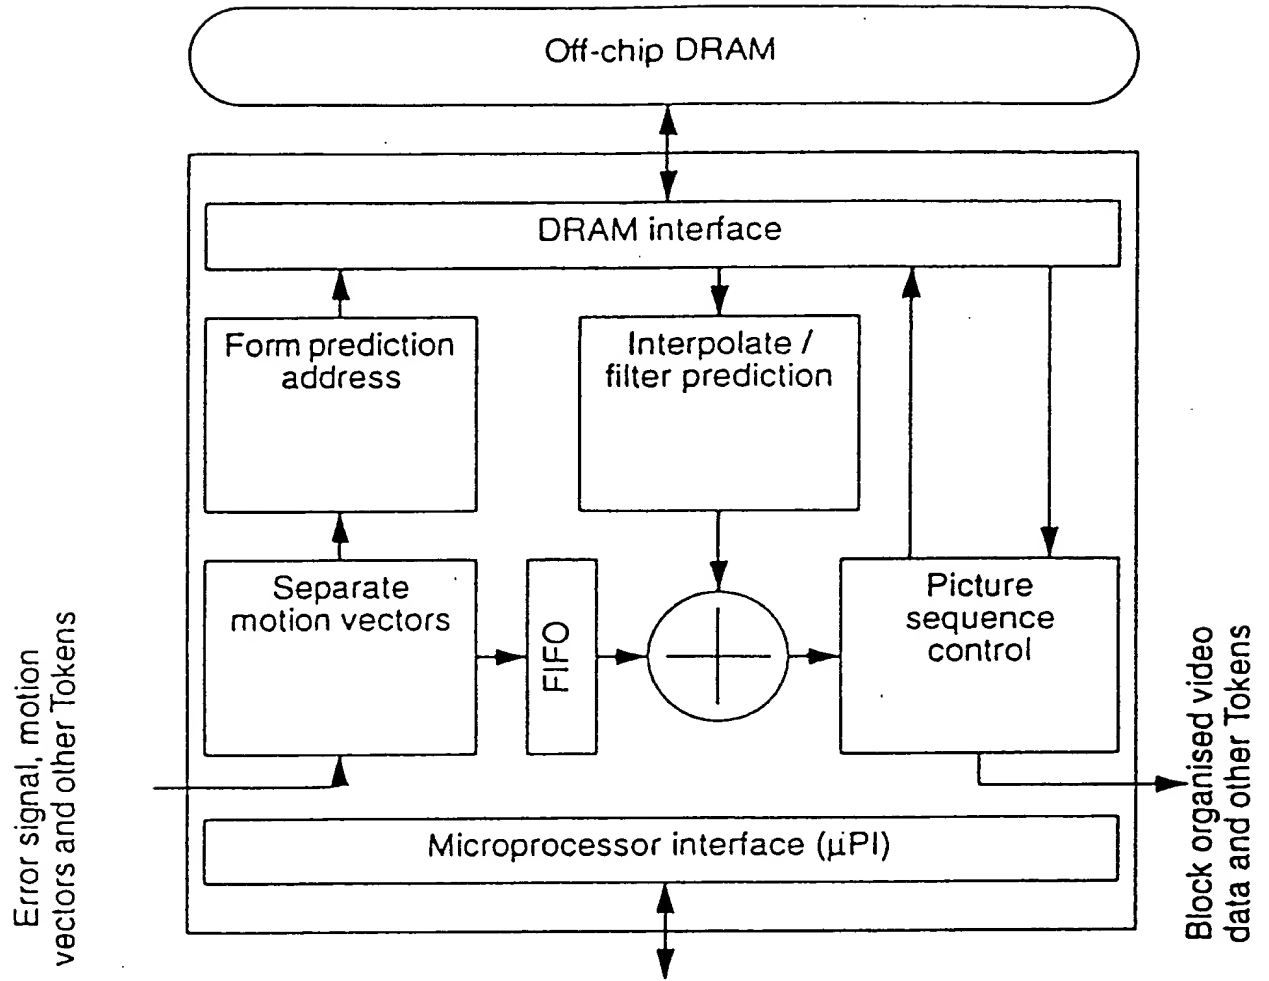 Off-chip DRAM
DRAM interface
Form prediction
address
Interpolate /
filter prediction
Separate
motion vectors
FIFO
Picture
sequence
control
Error signal, motion
vectors and other Tokens
Block organised video
data and other Tokens
Microprocessor interface (µPI)